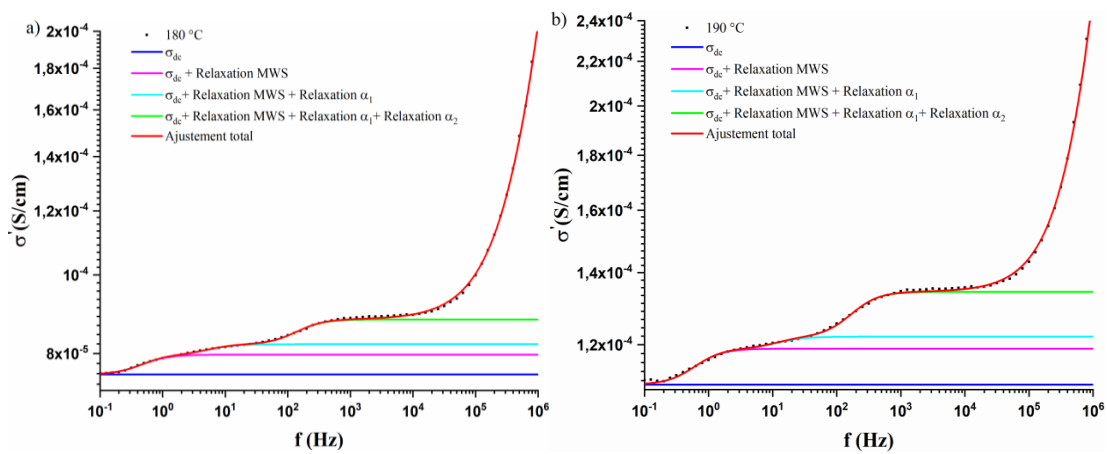 a)
180 °C
σdc
σdc + Relaxation MWS
σdc+ Relaxation MWS + Relaxation α1
σdc+ Relaxation MWS + Relaxation α1+ Relaxation α2
Ajustement total
2x10-4
1,8x10-4
1,6x10-4
1,4x10-4
1,2x10-4
10-4
8x10-5
σ'(S/cm)
10-1 100 101 102 103 104 105 106
f (Hz)
b)
190 °C
σdc
σdc+ Relaxation MWS
σdc+ Relaxation MWS + Relaxation α1
σdc+ Relaxation MWS + Relaxation α1+ Relaxation α2
Ajustement total
2,4x10-4
2,2x10-4
2x10-4
1,8x10-4
1,6x10-4
1,4x10-4
1,2x10-4
σ'(S/cm)
10-1 100 101 102 103 104 105 106
f (Hz)